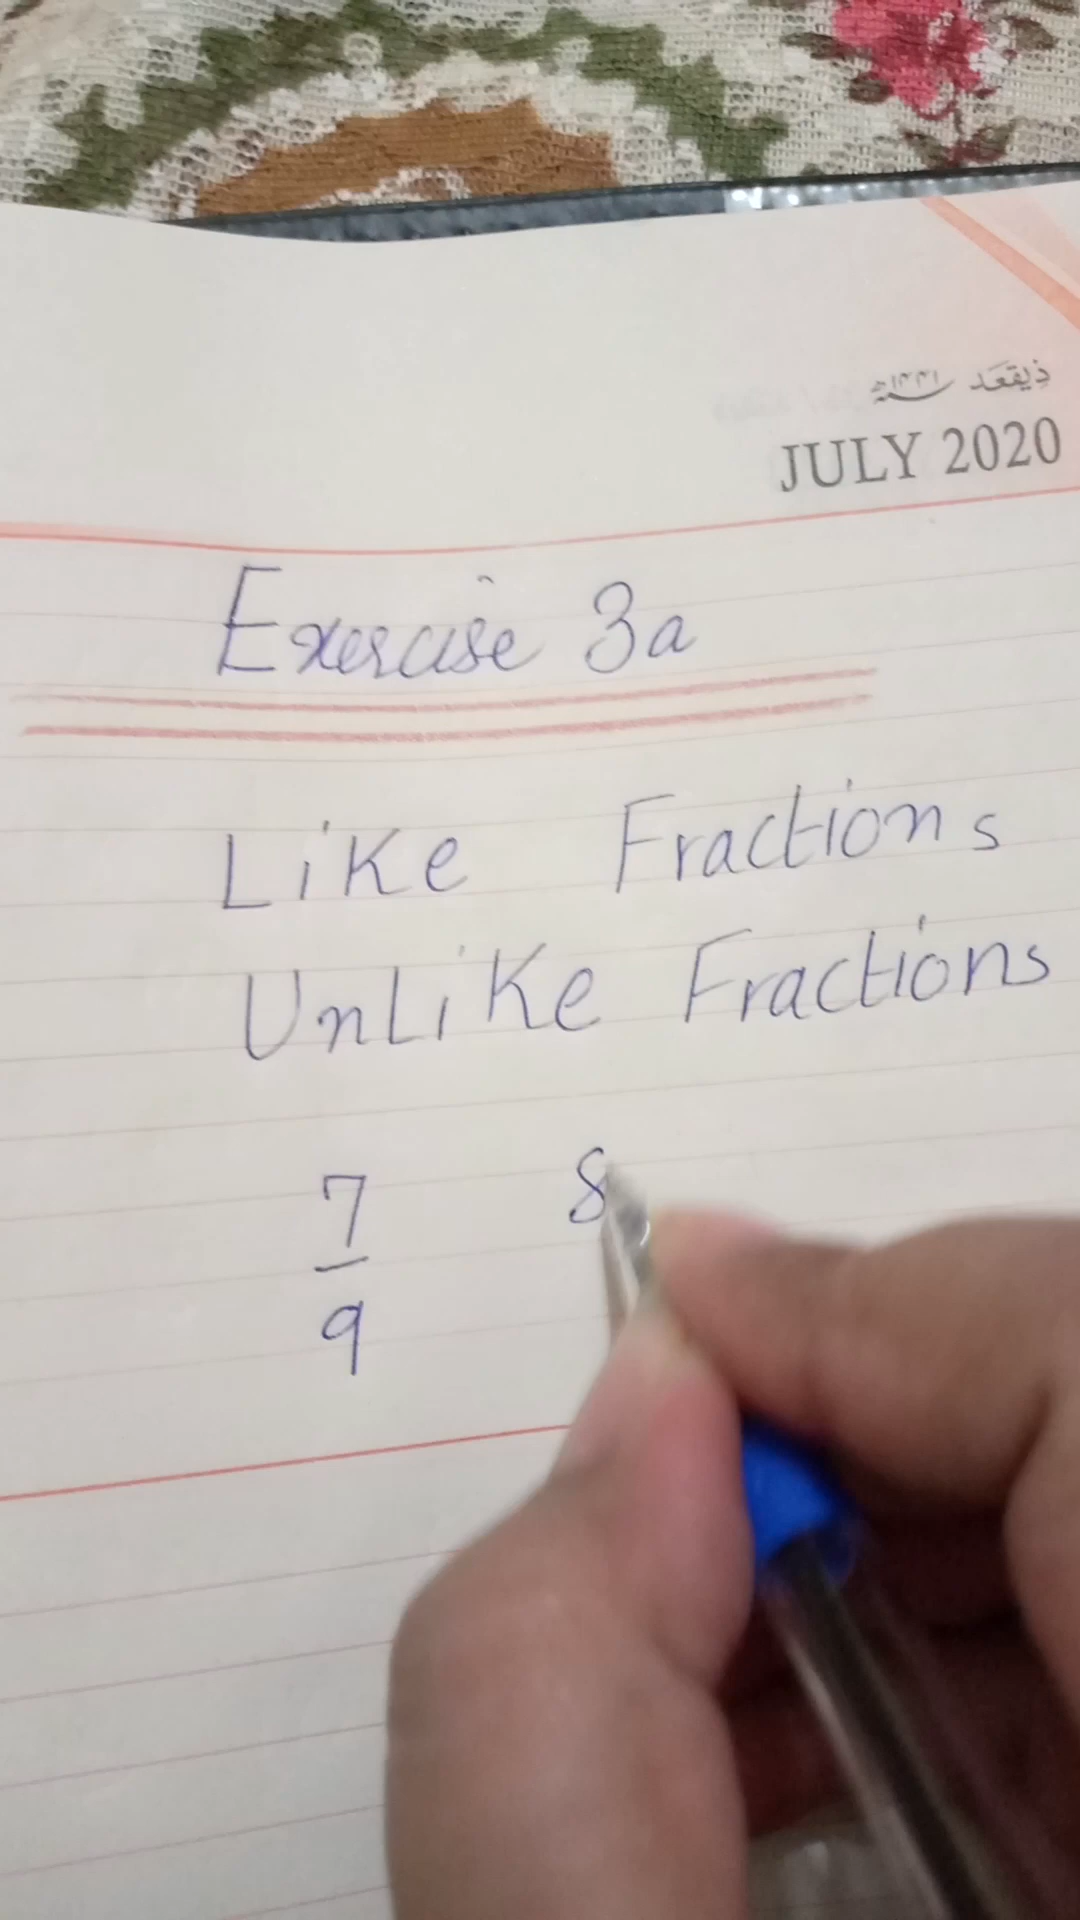 ذیقعد ۱۴۴۱ھ
JULY 2020
Exercise 3a
Like Fractions
UnLike Fractions
7 8
9